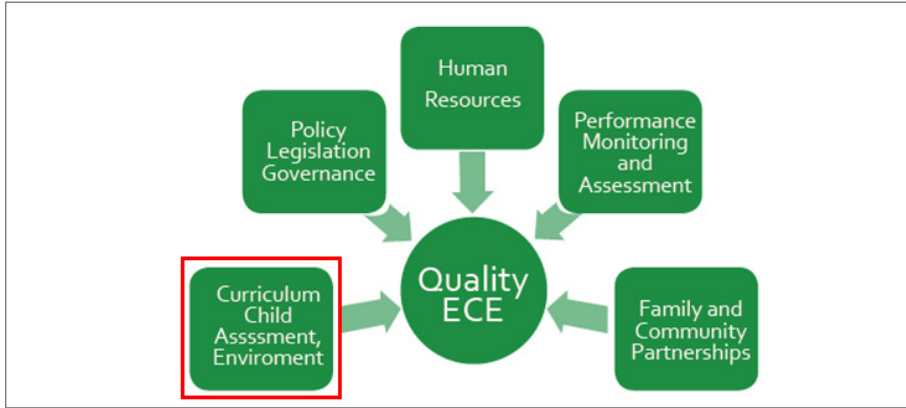 Human
Resources
Policy
Legislation
Governance
Performance
Monitoring
and
Assessment
Curriculum
Child
Asssssment,
Enviroment
Quality
ECE
Family and
Community
Partnerships